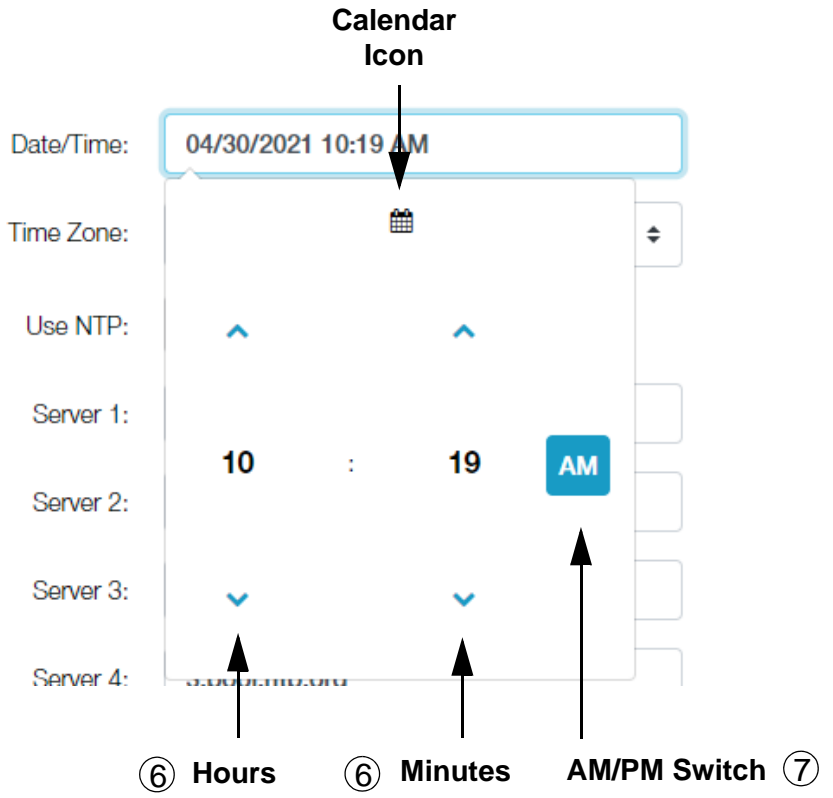 Calendar
Icon
Date/Time: 04/30/2021 10:19 AM
Time Zone:
Use NTP:
Server 1:
10 : 19 AM
Server 2:
Server 3:
Server 4:
⑥ Hours ⑥ Minutes AM/PM Switch ⑦